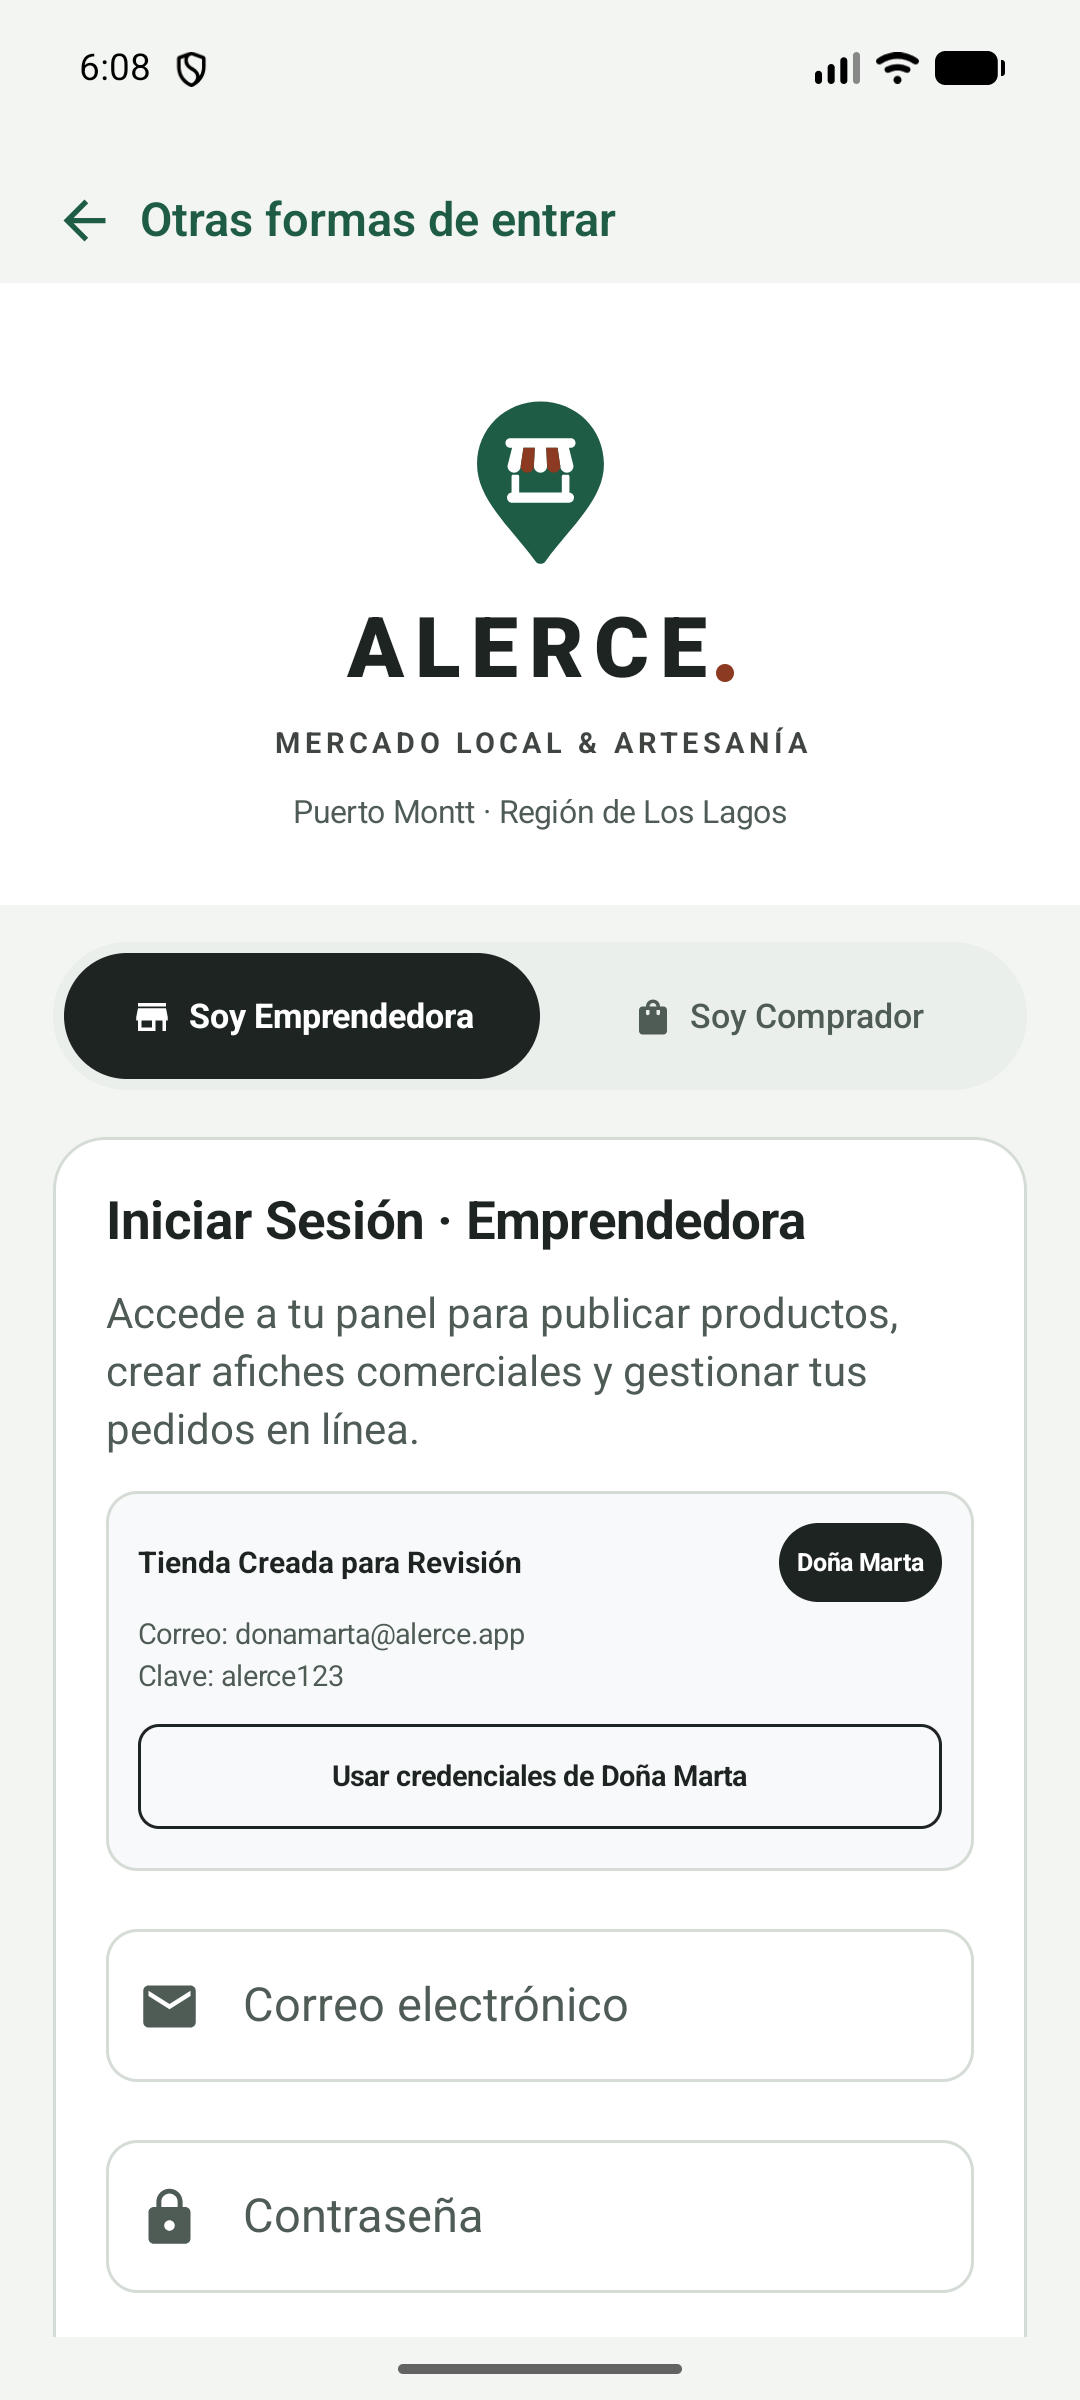 6:08
Otras formas de entrar
ALERCE.
MERCADO LOCAL & ARTESANÍA
Puerto Montt · Región de Los Lagos
Soy Emprendedora
Soy Comprador
Iniciar Sesión · Emprendedora
Accede a tu panel para publicar productos,
crear afiches comerciales y gestionar tus
pedidos en línea.
Tienda Creada para Revisión
Doña Marta
Correo: donamarta@alerce.app
Clave: alerce123
Usar credenciales de Doña Marta
Correo electrónico
Contraseña